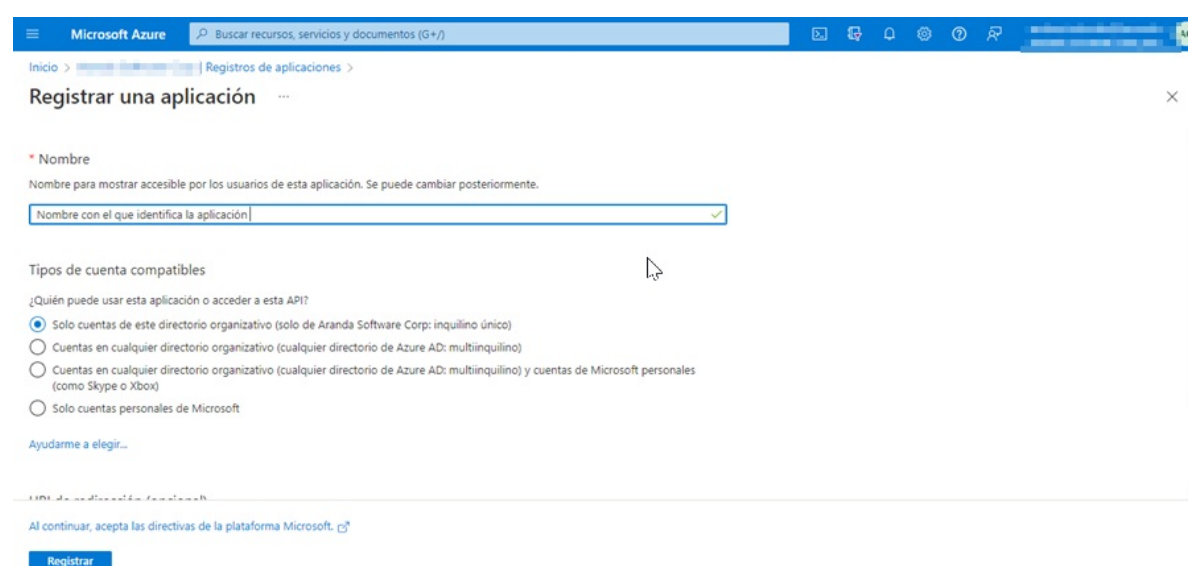 Microsoft Azure
Buscar recursos, servicios y documentos (G+/)
Inicio > | Registros de aplicaciones >
Registrar una aplicación ...
* Nombre
Nombre para mostrar accesible por los usuarios de esta aplicación. Se puede cambiar posteriormente.
Nombre con el que identifica la aplicación
Tipos de cuenta compatibles
¿Quién puede usar esta aplicación o acceder a esta API?
Solo cuentas de este directorio organizativo (solo de Aranda Software Corp: inquilino único)
Cuentas en cualquier directorio organizativo (cualquier directorio de Azure AD: multiinquilino)
Cuentas en cualquier directorio organizativo (cualquier directorio de Azure AD: multiinquilino) y cuentas de Microsoft personales
(como Skype o Xbox)
Solo cuentas personales de Microsoft
Ayudarme a elegir...
URI de redirección (opcional)
Al continuar, acepta las directivas de la plataforma Microsoft.
Registrar